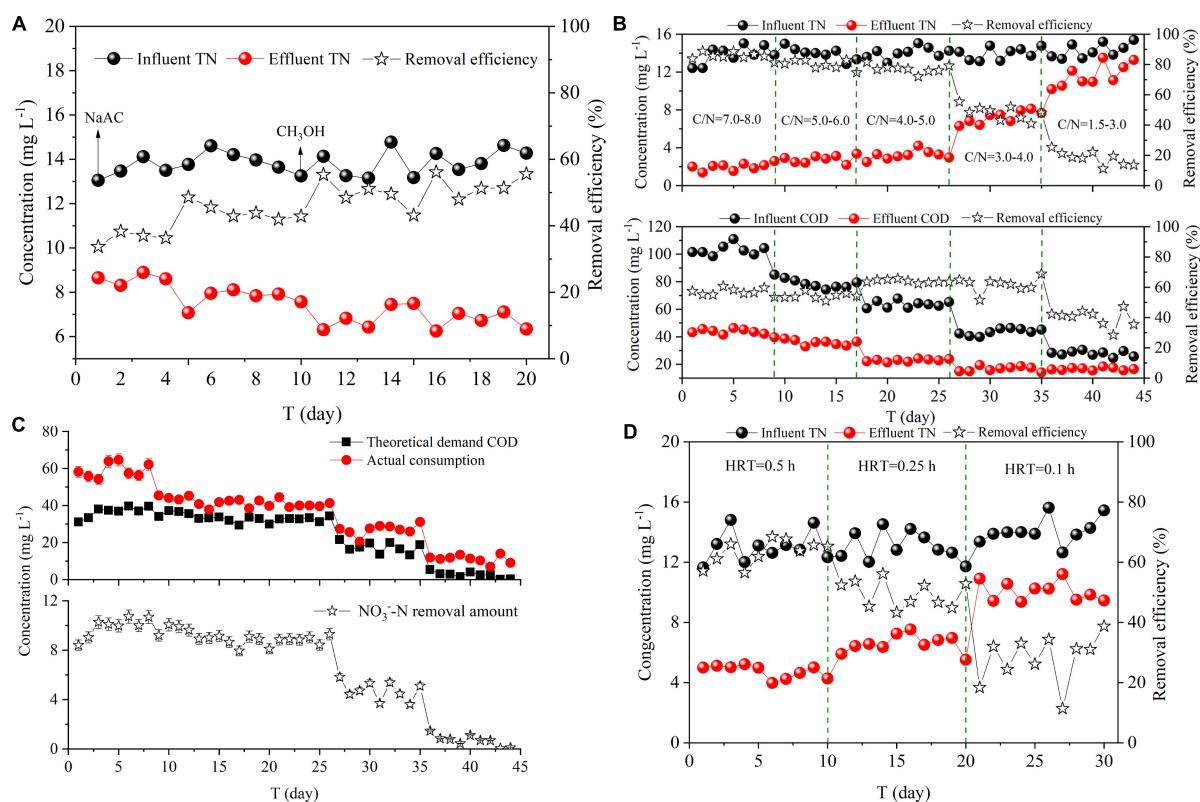 A
Influent TN
Effluent TN
Removal efficiency
NaAC
CH3OH
Concentration (mg L-1)
Removal efficiency (%)
20
18
16
14
12
10
8
6
100
80
60
40
20
0
0 2 4 6 8 10 12 14 16 18 20
T (day)
B
Influent TN
Effluent TN
Removal efficiency
C/N=7.0-8.0
C/N=5.0-6.0
C/N=4.0-5.0
C/N=3.0-4.0
C/N=1.5-3.0
Concentration (mg L-1)
Removal efficiency (%)
16
12
8
4
0
100
80
60
40
20
0
Influent COD
Effluent COD
Removal efficiency
Concentration (mg L-1)
Removal efficiency (%)
120
100
80
60
40
20
100
80
60
40
20
0
0 5 10 15 20 25 30 35 40 45
T (day)
C
Theoretical demand COD
Actual consumption
Concentration (mg L-1)
80
60
40
20
0
NO3--N removal amount
12
8
4
0
0 5 10 15 20 25 30 35 40 45
T (day)
D
Influent TN
Effluent TN
Removal efficiency
HRT=0.5 h
HRT=0.25 h
HRT=0.1 h
Congcentration (mg L-1)
Removal efficiency (%)
20
16
12
8
4
0
100
80
60
40
20
0
0 5 10 15 20 25 30
T (day)